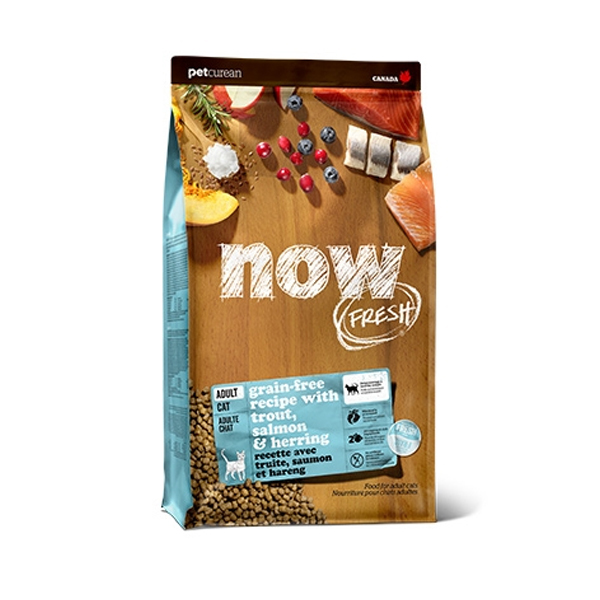 petcurean
CANADA
now
FRESH
ADULT
CAT
ADULTE
CHAT
grain-free
recipe with
trout,
salmon
& herring
recette avec
truite, saumon
et hareng
FRESH
Food for adult cats
Nourriture pour chats adultes